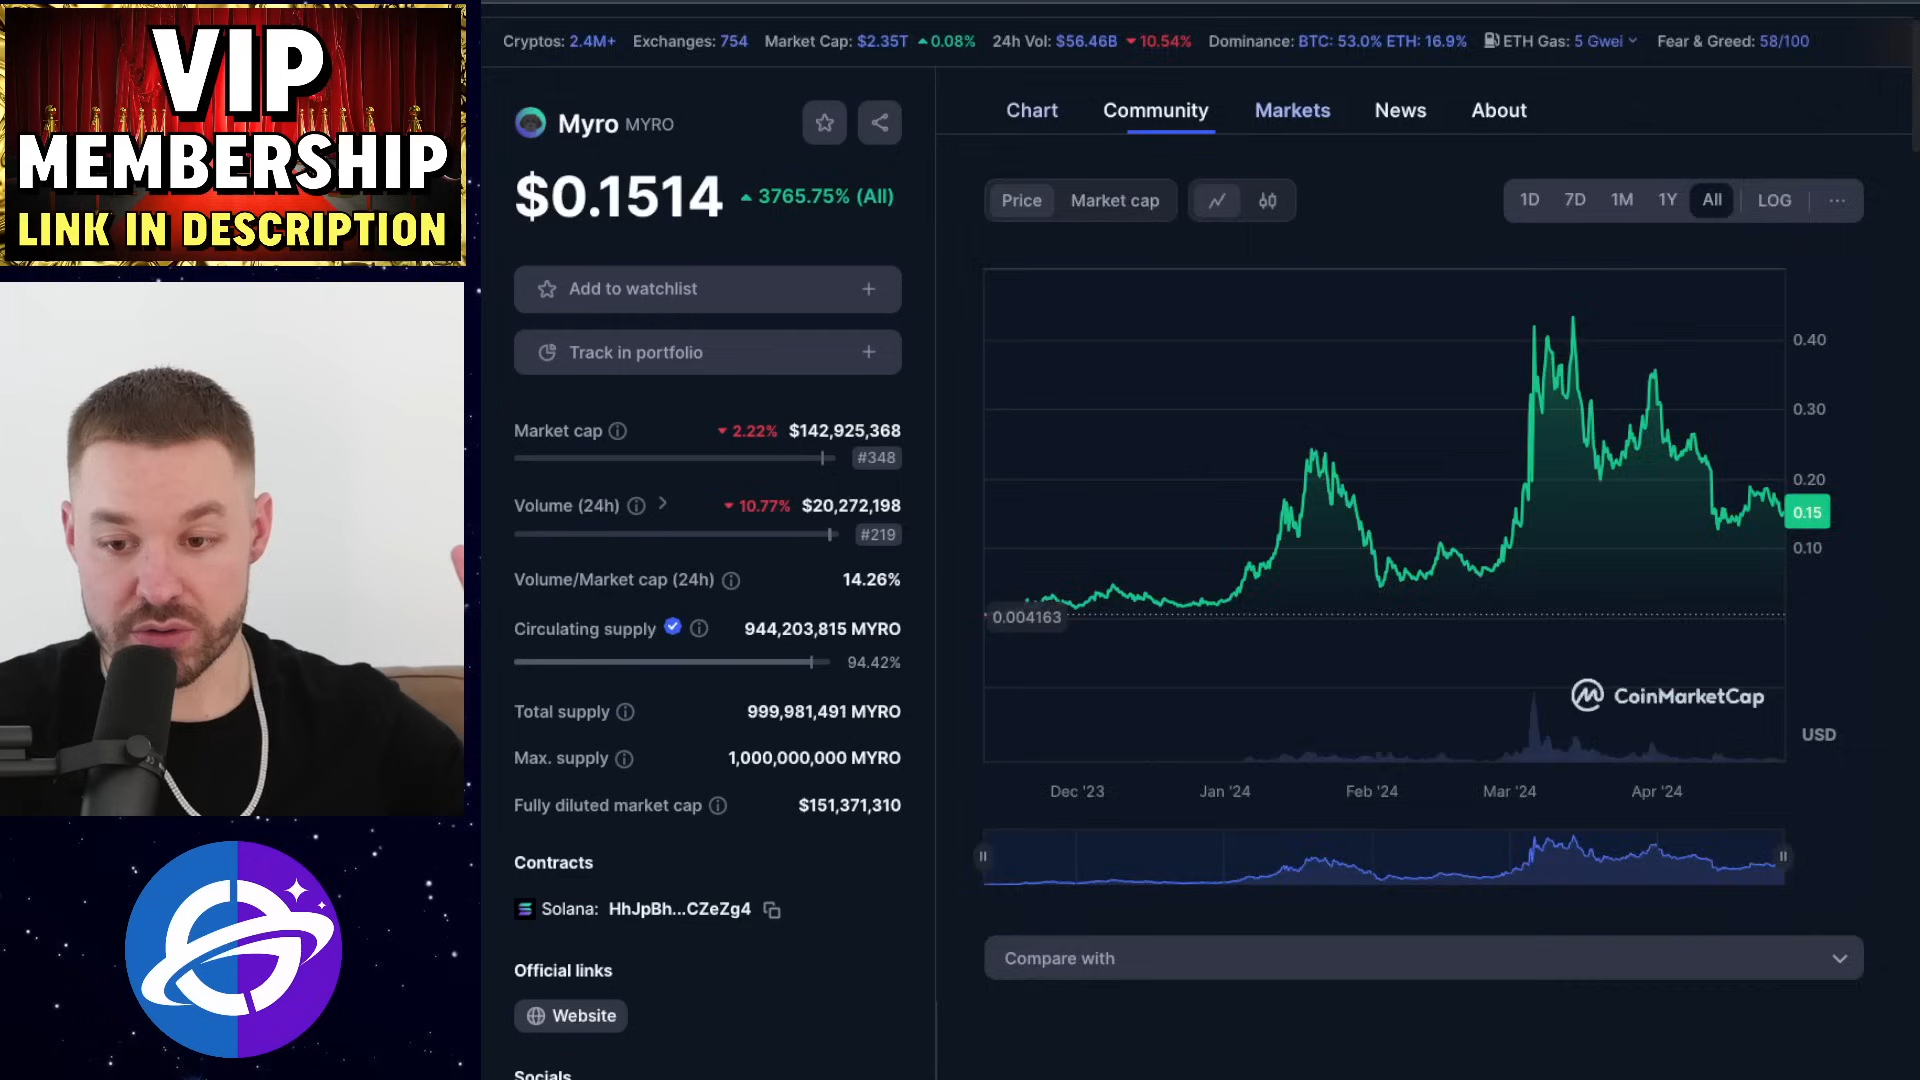 VIP
MEMBERSHIP
LINK IN DESCRIPTION
Cryptos: 2.4M+ Exchanges: 754 Market Cap: $2.35T 0.08% 24h Vol: $56.46B 10.54% Dominance: BTC: 53.0% ETH: 16.9% ETH Gas: 5 Gwei Fear & Greed: 58/100
Myro MYRO
$0.1514 3765.75% (All)
Add to watchlist
Track in portfolio
Market cap 2.22% $142,925,368
#348
Volume (24h) 10.77% $20,272,198
#219
Volume/Market cap (24h) 14.26%
Circulating supply 944,203,815 MYRO
94.42%
Total supply 999,981,491 MYRO
Max. supply 1,000,000,000 MYRO
Fully diluted market cap $151,371,310
Contracts
Solana: HhJpBh...CZeZg4
Official links
Website
Socials
Chart Community Markets News About
Price Market cap 1D 7D 1M 1Y All LOG ...
0.40
0.30
0.20
0.15
0.10
0.004163
CoinMarketCap
USD
Dec '23 Jan '24 Feb '24 Mar '24 Apr '24
Compare with